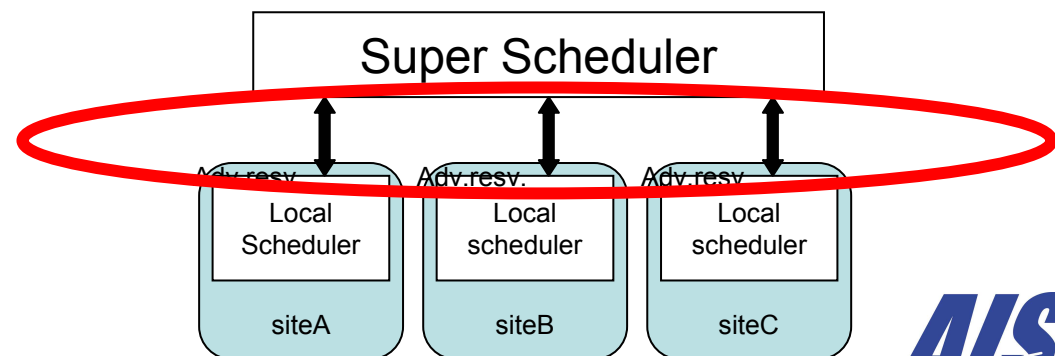 Super Scheduler
Adv.resv. Adv.resv. Adv.resv.
Local Local Local
Scheduler scheduler scheduler
siteA siteB siteC